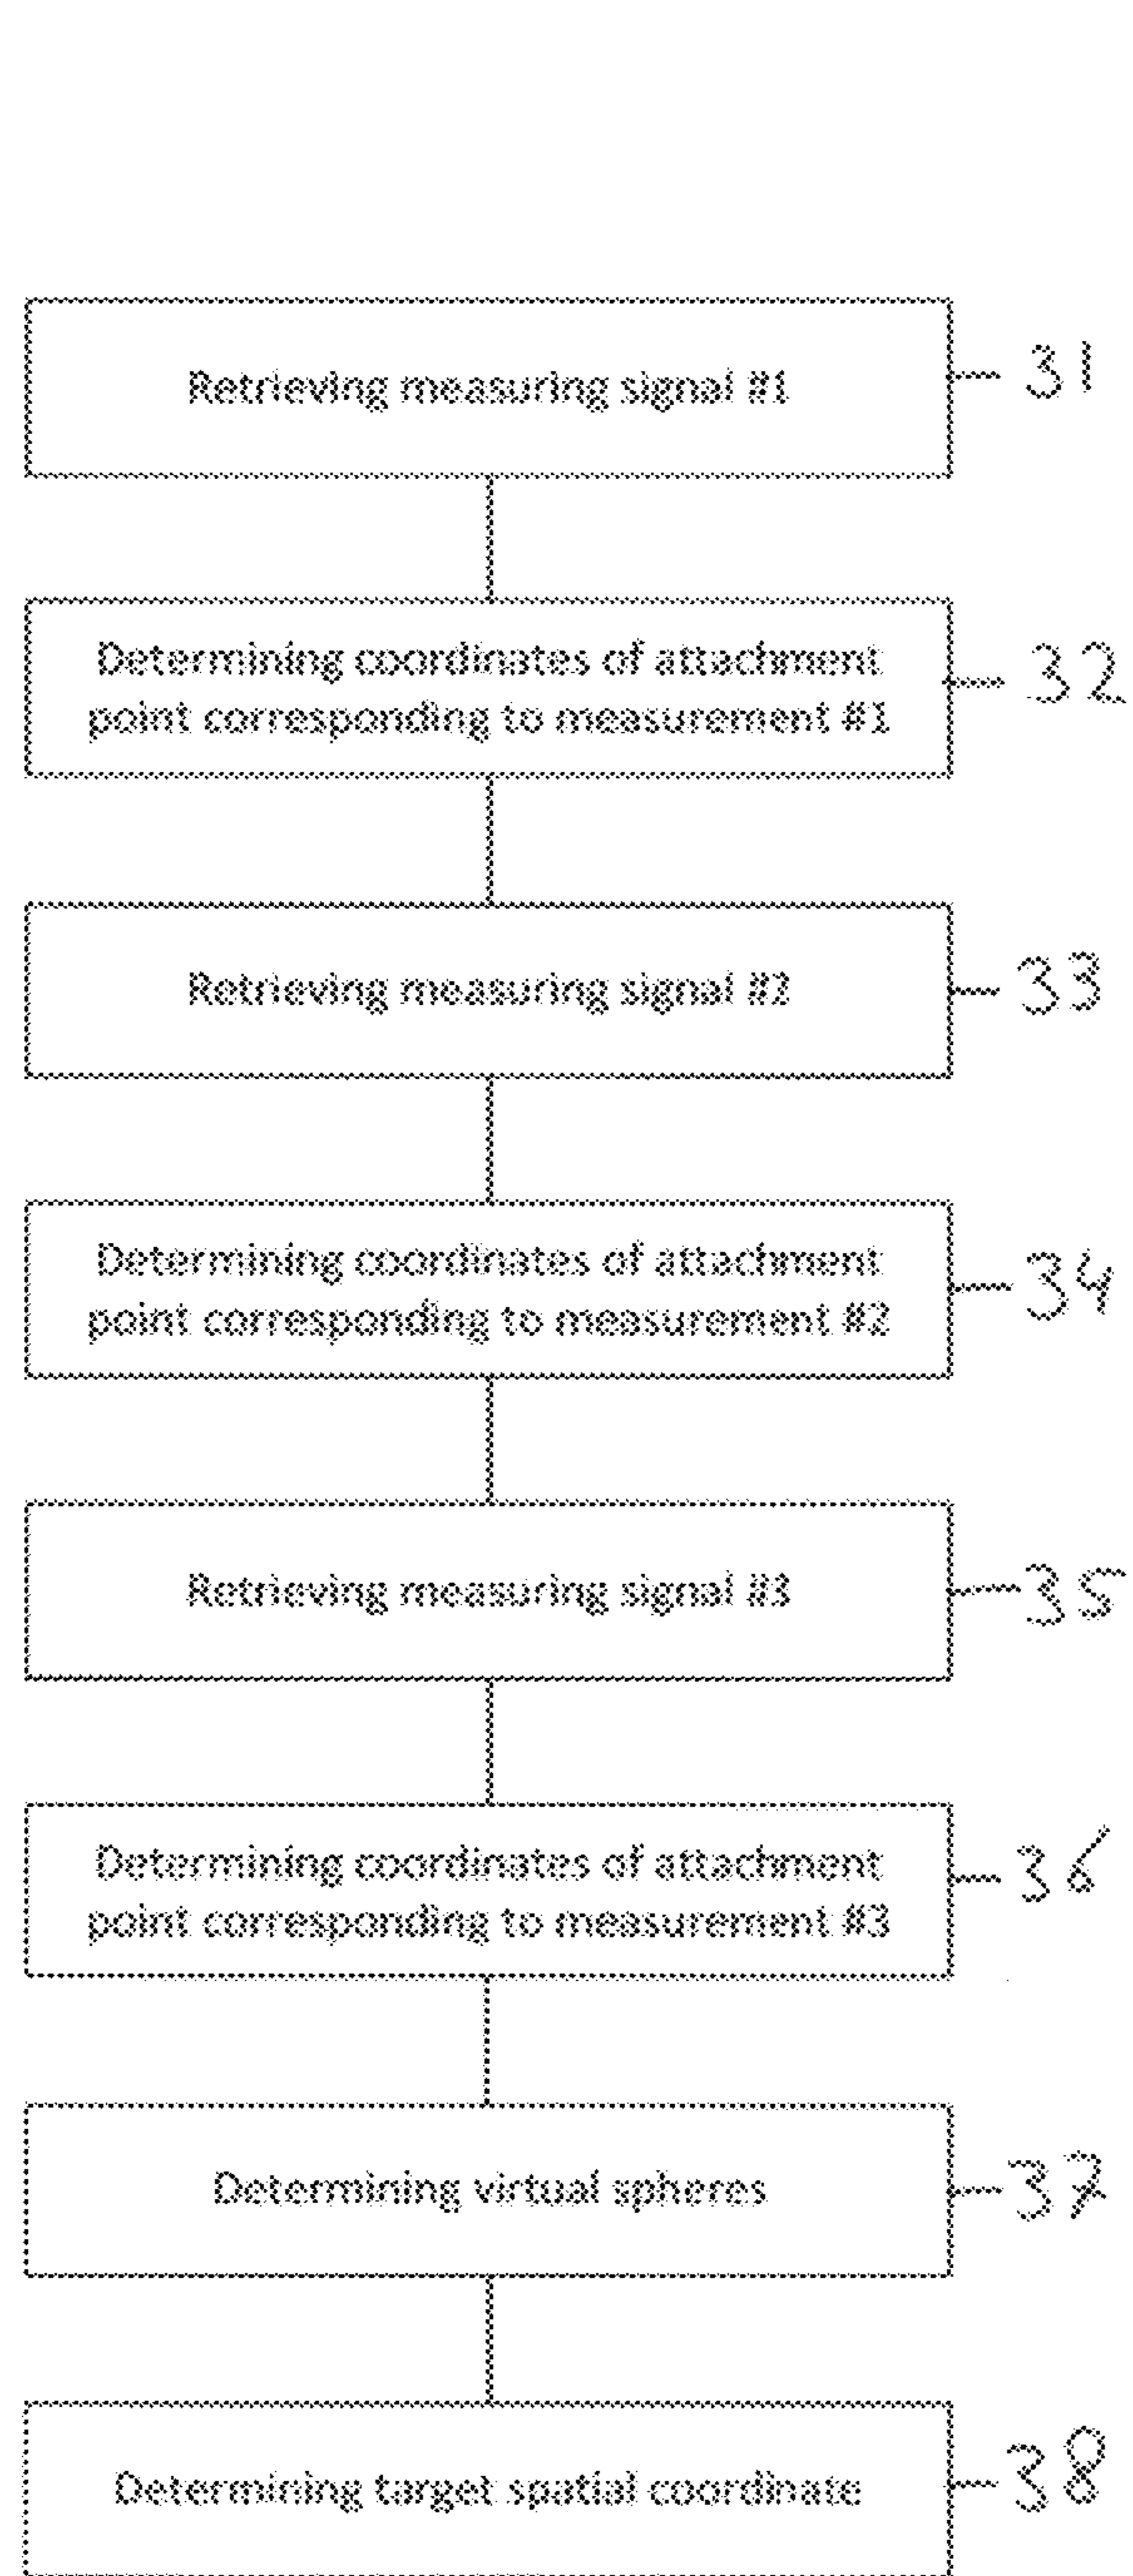 Retrieving measuring signal #1
31
Determining coordinates of attachment
point corresponding to measurement #1
32
Retrieving measuring signal #2
33
Determining coordinates of attachment
point corresponding to measurement #2
34
Retrieving measuring signal #3
35
Determining coordinates of attachment
point corresponding to measurement #3
36
Determining virtual spheres
37
Determining target spatial coordinate
38